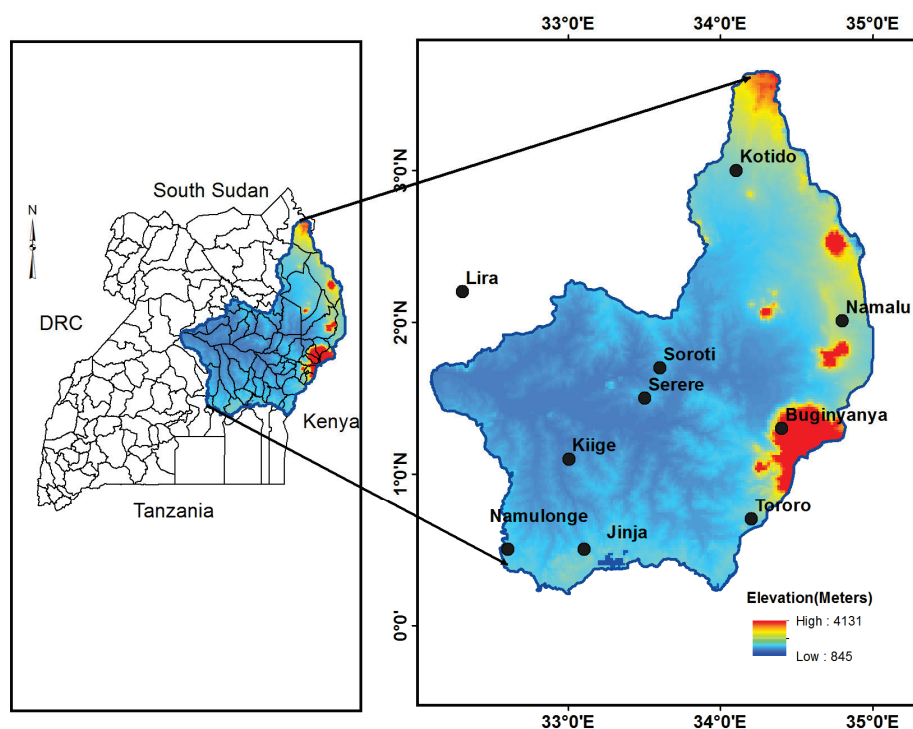 South Sudan
N
DRC
Kenya
Tanzania
33°0'E
34°0'E
35°0'E
3°0'N
2°0'N
1°0'N
0°0'
Kotido
Lira
Namalu
Soroti
Serere
Buginyanya
Kiige
Tororo
Namulonge
Jinja
Elevation(Meters)
High : 4131
Low : 845
33°0'E
34°0'E
35°0'E